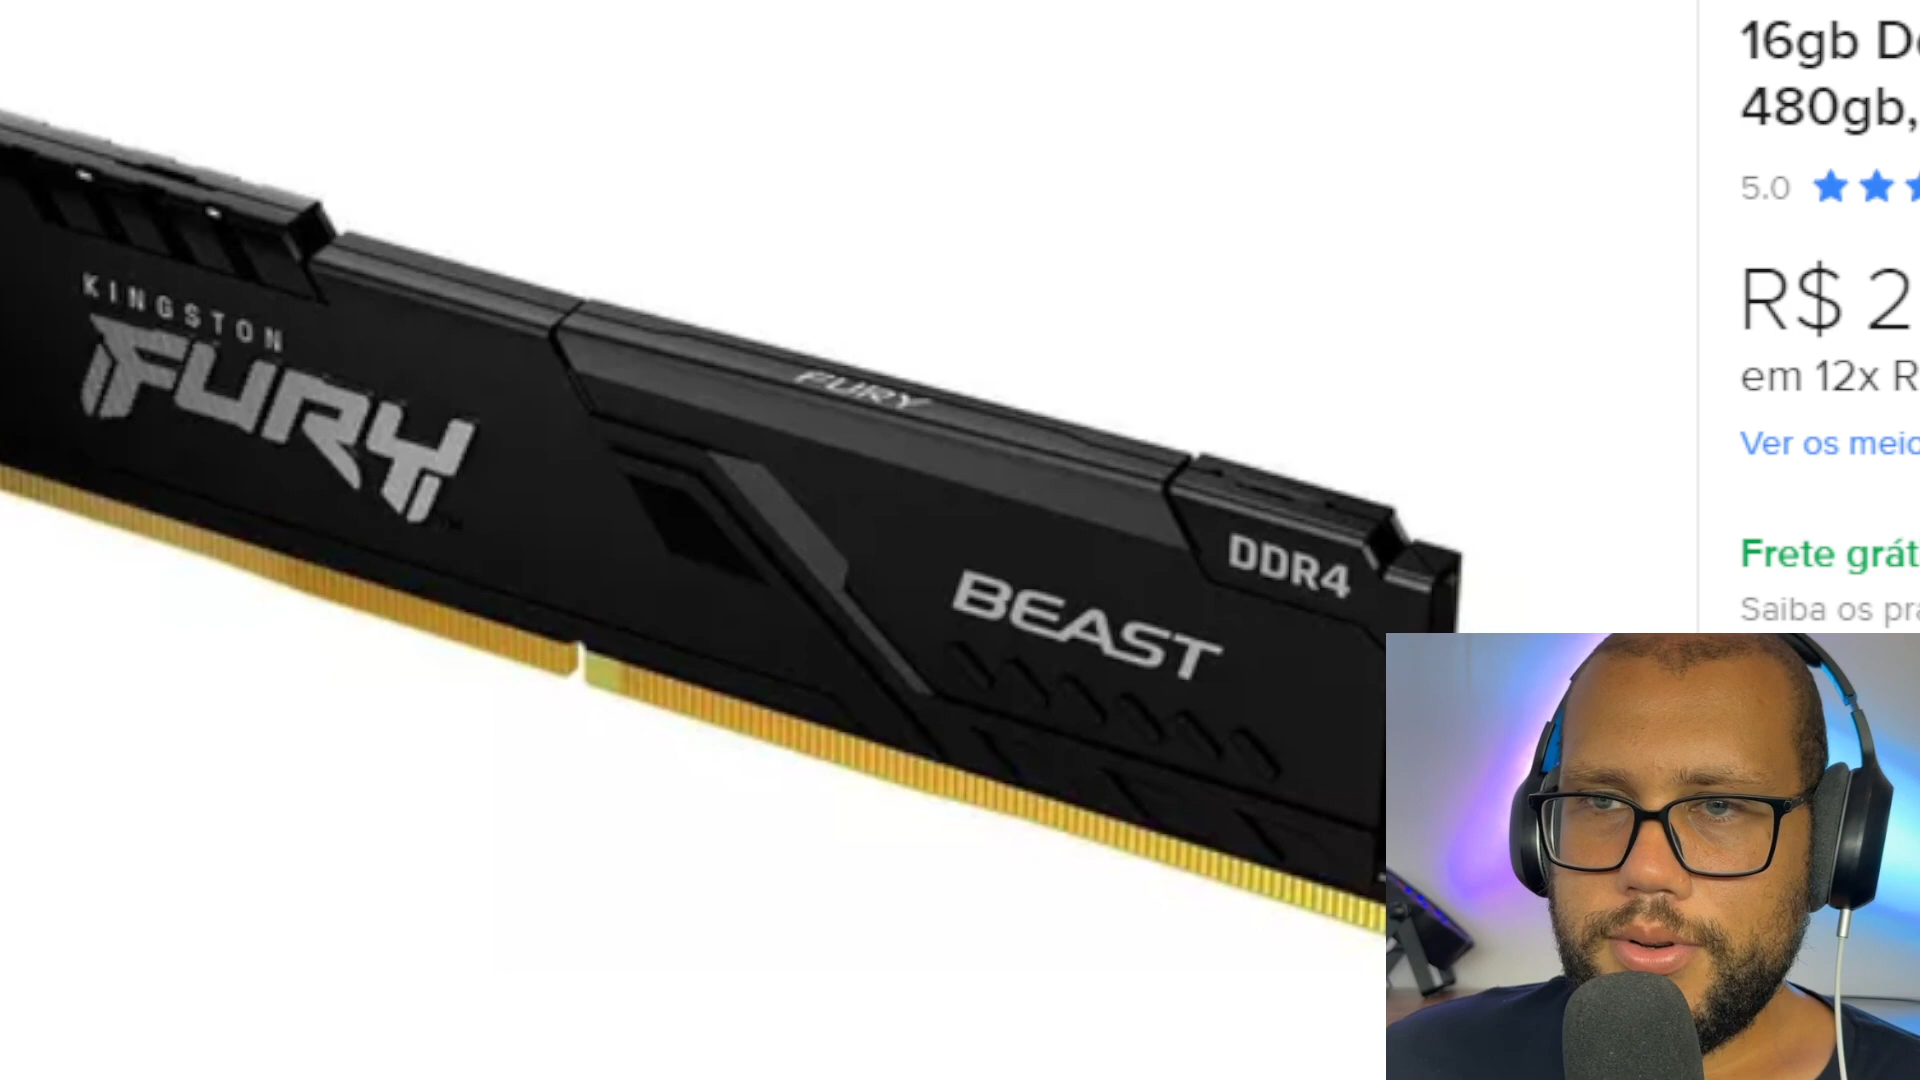 KINGSTON
FURY
FURY
BEAST
DDR4
16gb
480gb,
5.0
R$ 2
em 12x
Ver os
Frete
Saiba os